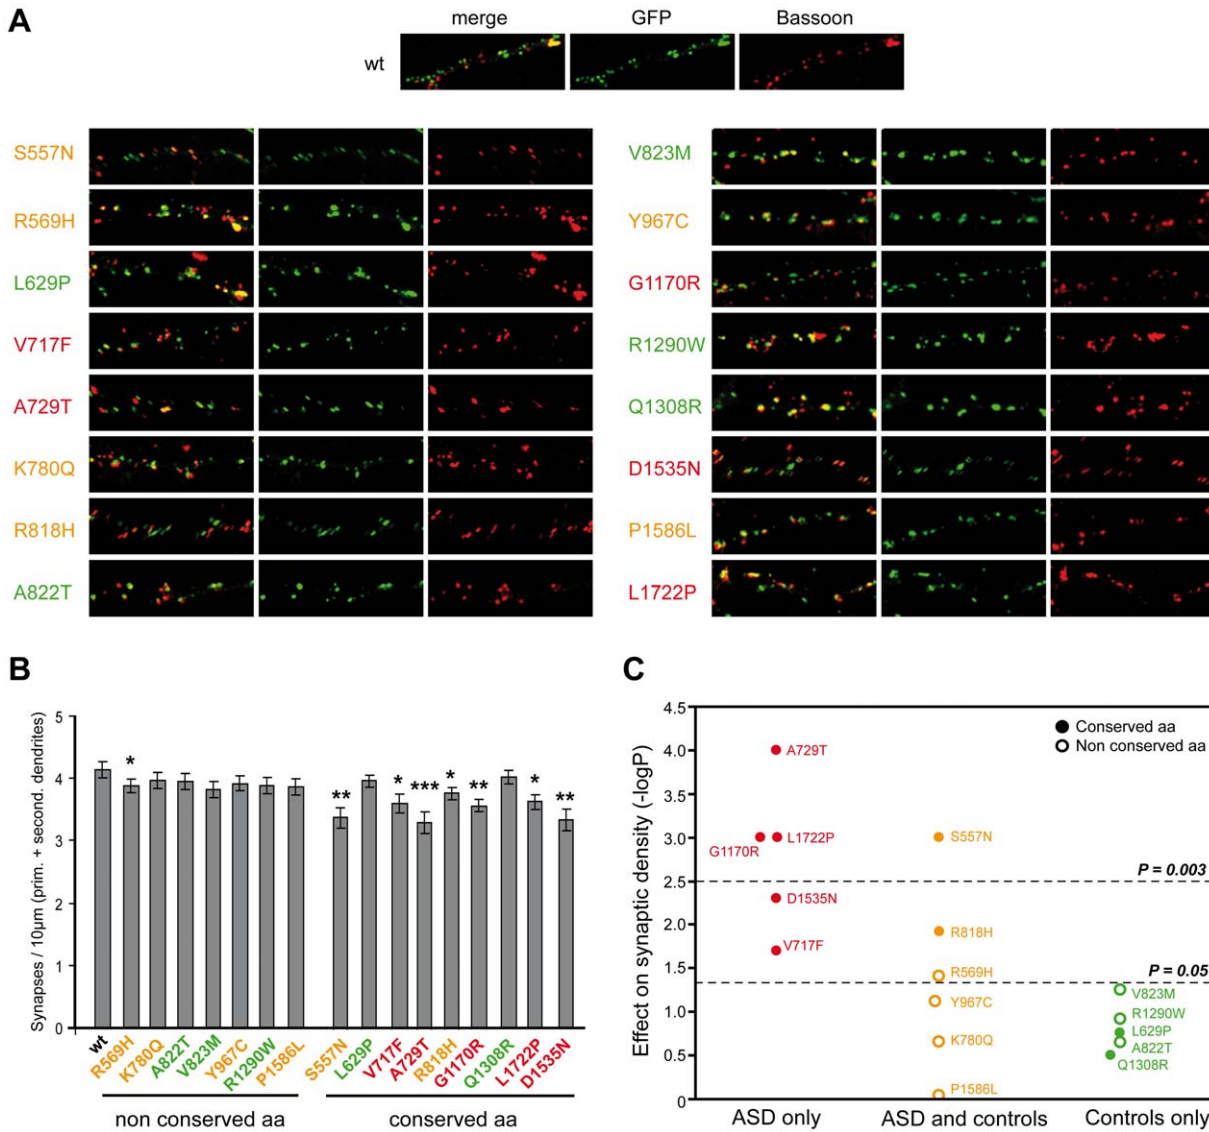 A
merge GFP Bassoon
wt
S557N
R569H
L629P
V717F
A729T
K780Q
R818H
A822T
V823M
Y967C
G1170R
R1290W
Q1308R
D1535N
P1586L
L1722P
B
Synapses / 10µm (prim. + second. dendrites)
5
4
3
2
1
0
* ** * *** * ** * **
wt R569H K780Q A822T V823M Y967C R1290W P1586L S557N L629P V717F A729T R818H G1170R Q1308R L1722P D1535N
non conserved aa conserved aa
C
Effect on synaptic density (-logP)
4.5
4.0
3.5
3.0
2.5
2.0
1.5
1.0
0.5
0
Conserved aa
Non conserved aa
A729T
G1170R L1722P
S557N
P = 0.003
D1535N
V717F
R818H
R569H
P = 0.05
Y967C
K780Q
P1586L
V823M
R1290W
L629P
A822T
Q1308R
ASD only ASD and controls Controls only